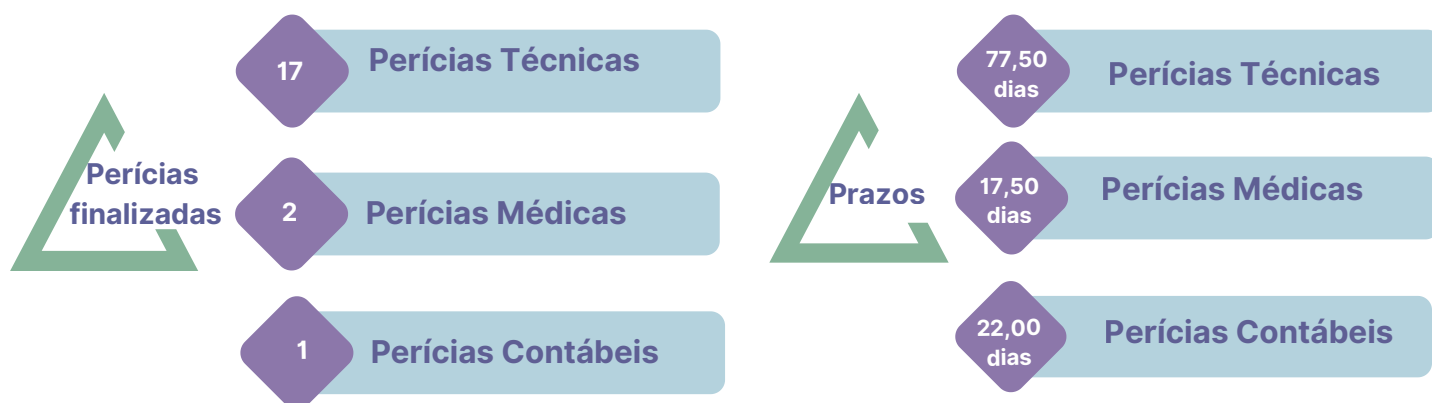 Perícias
finalizadas
17
Perícias Técnicas
2
Perícias Médicas
1
Perícias Contábeis
Prazos
77,50
dias
Perícias Técnicas
17,50
dias
Perícias Médicas
22,00
dias
Perícias Contábeis